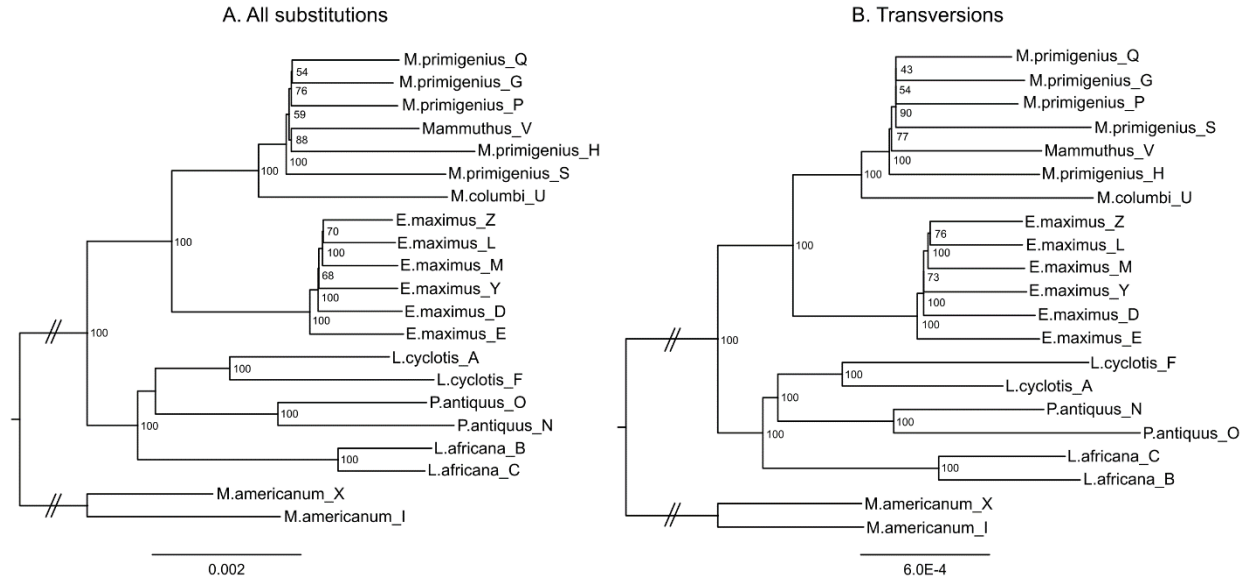 A. All substitutions
M.primigenius_Q
54
M.primigenius_G
76
M.primigenius_P
59
Mammuthus_V
88
M.primigenius_H
100
M.primigenius_S
100
M.columbi_U
E.maximus_Z
70
E.maximus_L
100
100
E.maximus_M
68
E.maximus_Y
100
E.maximus_D
100
E.maximus_E
100
L.cyclotis_A
100
L.cyclotis_F
P.antiquus_O
100
100
P.antiquus_N
L.africana_B
100
L.africana_C
M.americanum_X
M.americanum_I
0.002
B. Transversions
M.primigenius_Q
43
M.primigenius_G
54
M.primigenius_P
90
M.primigenius_S
77
Mammuthus_V
100
M.primigenius_H
100
M.columbi_U
E.maximus_Z
76
E.maximus_L
100
100
E.maximus_M
73
E.maximus_Y
100
E.maximus_D
100
E.maximus_E
100
L.cyclotis_F
100
L.cyclotis_A
100
P.antiquus_N
100
P.antiquus_O
100
L.africana_C
100
L.africana_B
M.americanum_X
M.americanum_I
6.0E-4